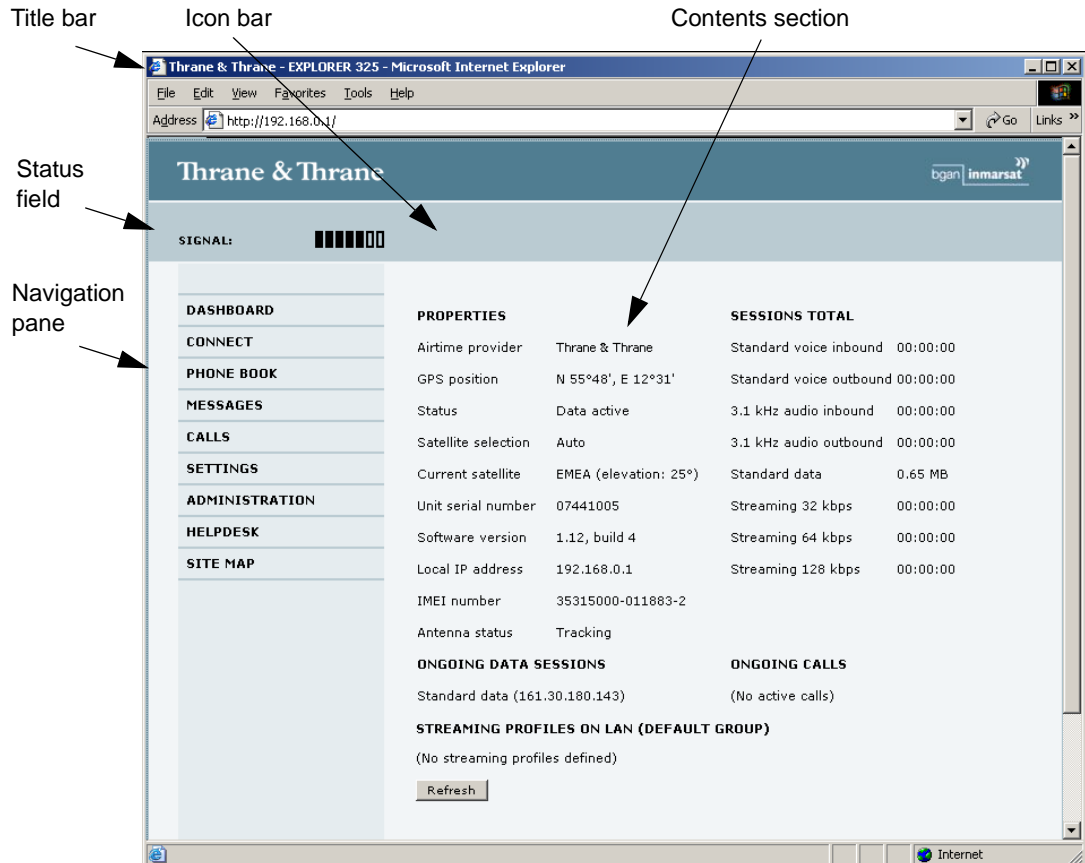 Title bar
Icon bar
Contents section
Thrane & Thrane - EXPLORER 325 - Microsoft Internet Explorer
File Edit View Favorites Tools Help
Address http://192.168.0.1/ Go Links »
Thrane & Thrane
bgan inmarsat
Status field
SIGNAL:
Navigation pane
DASHBOARD
CONNECT
PHONE BOOK
MESSAGES
CALLS
SETTINGS
ADMINISTRATION
HELPDESK
SITE MAP
PROPERTIES
Airtime provider Thrane & Thrane
GPS position N 55°48', E 12°31'
Status Data active
Satellite selection Auto
Current satellite EMEA (elevation: 25°)
Unit serial number 07441005
Software version 1.12, build 4
Local IP address 192.168.0.1
IMEI number 35315000-011883-2
Antenna status Tracking
SESSIONS TOTAL
Standard voice inbound 00:00:00
Standard voice outbound 00:00:00
3.1 kHz audio inbound 00:00:00
3.1 kHz audio outbound 00:00:00
Standard data 0.65 MB
Streaming 32 kbps 00:00:00
Streaming 64 kbps 00:00:00
Streaming 128 kbps 00:00:00
ONGOING DATA SESSIONS
Standard data (161.30.180.143)
ONGOING CALLS
(No active calls)
STREAMING PROFILES ON LAN (DEFAULT GROUP)
(No streaming profiles defined)
Refresh
Internet